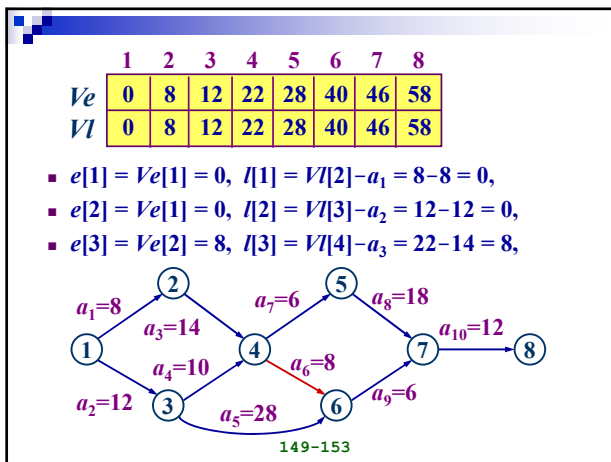 1 2 3 4 5 6 7 8
Ve 0 8 12 22 28 40 46 58
Vl 0 8 12 22 28 40 46 58
▪ e[1] = Ve[1] = 0, l[1] = Vl[2]−a₁ = 8−8 = 0,
▪ e[2] = Ve[1] = 0, l[2] = Vl[3]−a₂ = 12−12 = 0,
▪ e[3] = Ve[2] = 8, l[3] = Vl[4]−a₃ = 22−14 = 8,
2 5
a₁=8 a₇=6 a₈=18
a₃=14 a₁₀=12
1 4 7 8
a₄=10 a₆=8
a₂=12 3 6 a₉=6
a₅=28
149-153